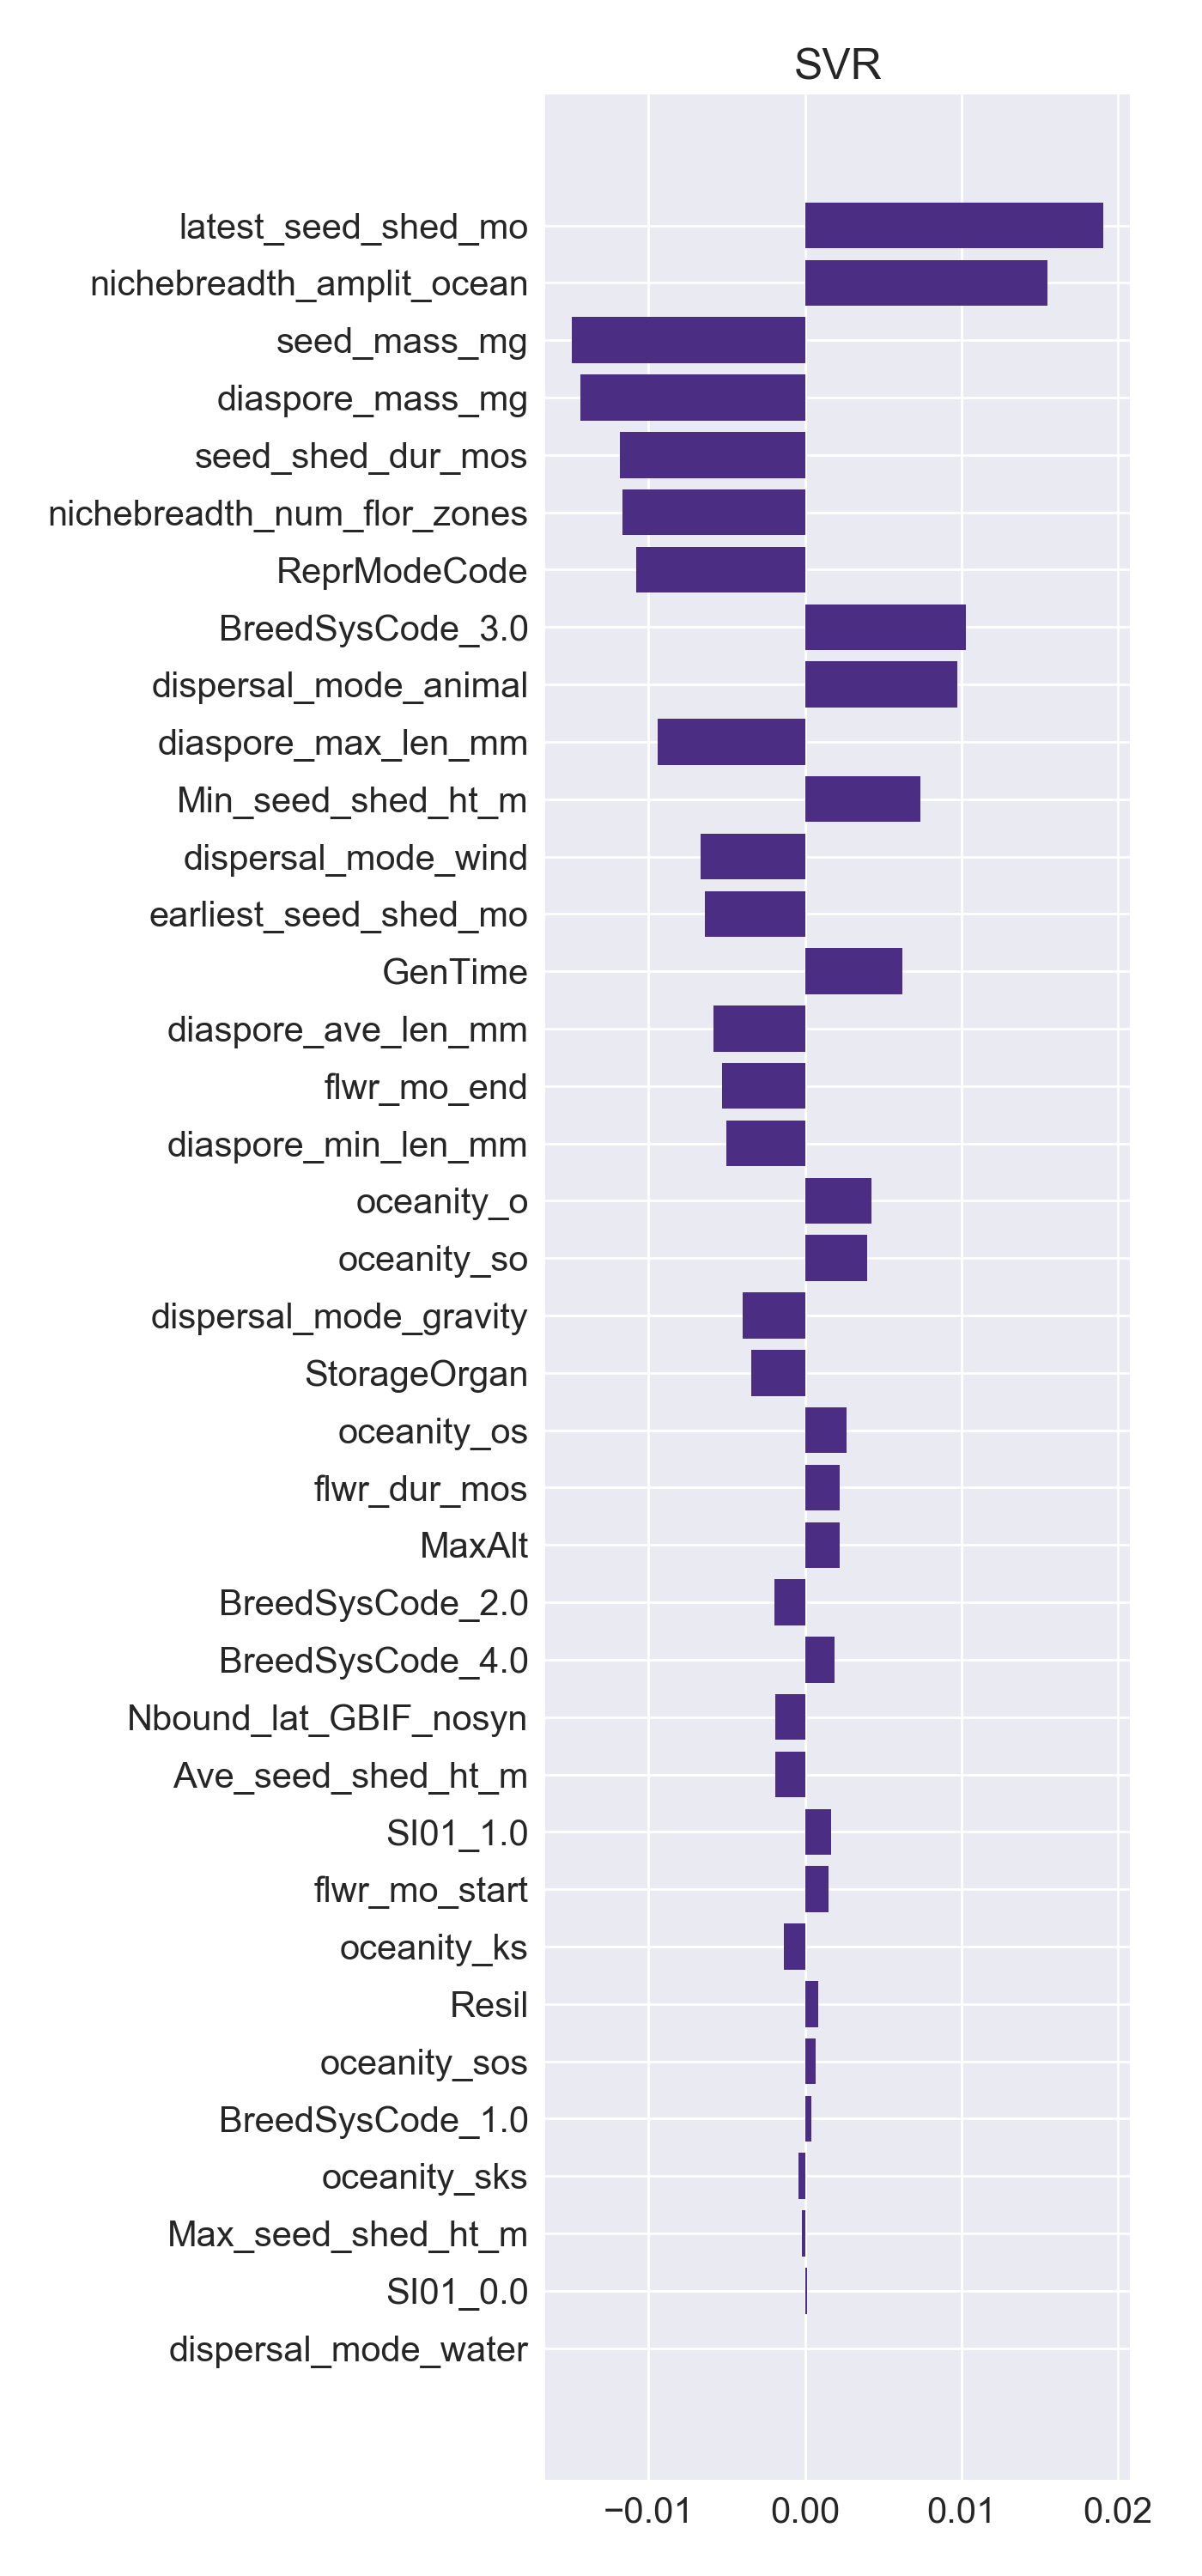 SVR
latest_seed_shed_mo
nichebreadth_amplit_ocean
seed_mass_mg
diaspore_mass_mg
seed_shed_dur_mos
nichebreadth_num_flor_zones
ReprModeCode
BreedSysCode_3.0
dispersal_mode_animal
diaspore_max_len_mm
Min_seed_shed_ht_m
dispersal_mode_wind
earliest_seed_shed_mo
GenTime
diaspore_ave_len_mm
flwr_mo_end
diaspore_min_len_mm
oceanity_o
oceanity_so
dispersal_mode_gravity
StorageOrgan
oceanity_os
flwr_dur_mos
MaxAlt
BreedSysCode_2.0
BreedSysCode_4.0
Nbound_lat_GBIF_nosyn
Ave_seed_shed_ht_m
SI01_1.0
flwr_mo_start
oceanity_ks
Resil
oceanity_sos
BreedSysCode_1.0
oceanity_sks
Max_seed_shed_ht_m
SI01_0.0
dispersal_mode_water
−0.01 0.00 0.01 0.02